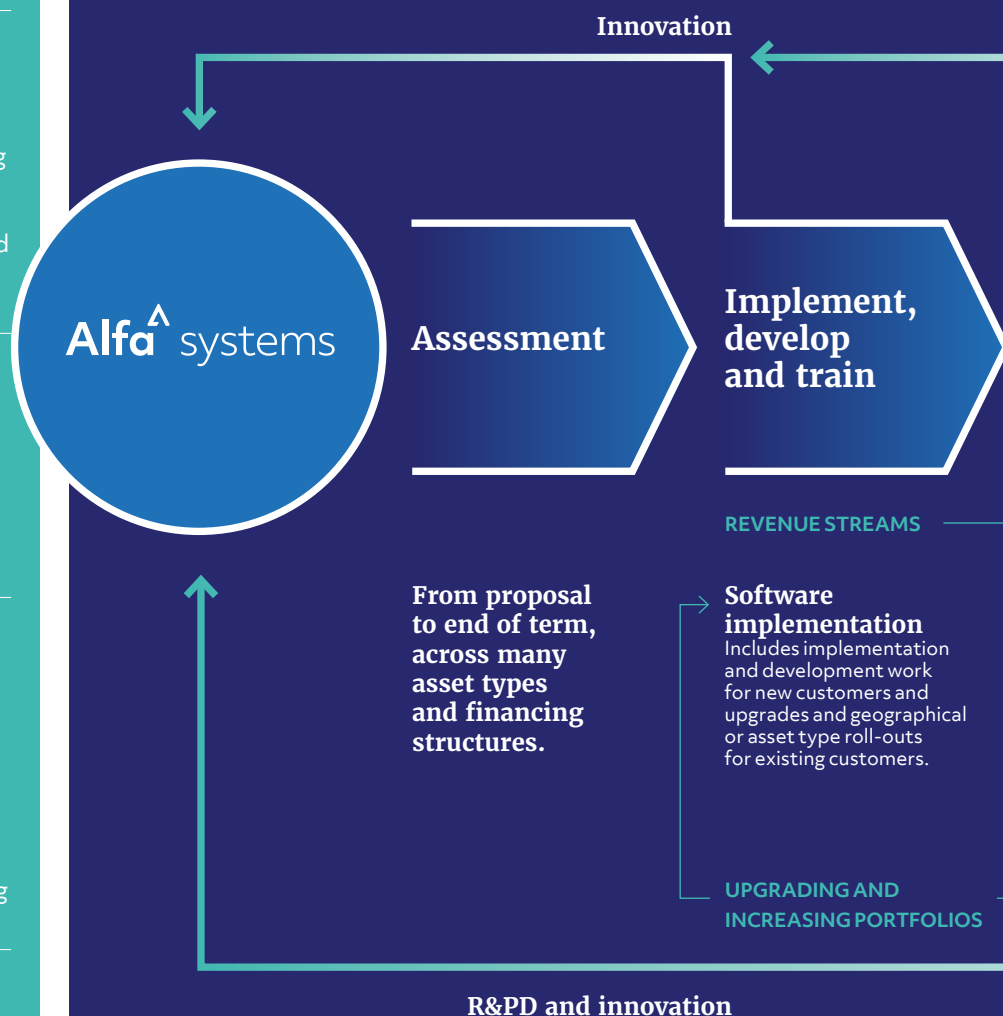 Innovation
g
d
Alfa systems
Assessment
Implement,
develop
and train
REVENUE STREAMS
From proposal
to end of term,
across many
asset types
and financing
structures.
Software
implementation
Includes implementation
and development work
for new customers and
upgrades and geographical
or asset type roll-outs
for existing customers.
g
UPGRADING AND
INCREASING PORTFOLIOS
R&PD and innovation